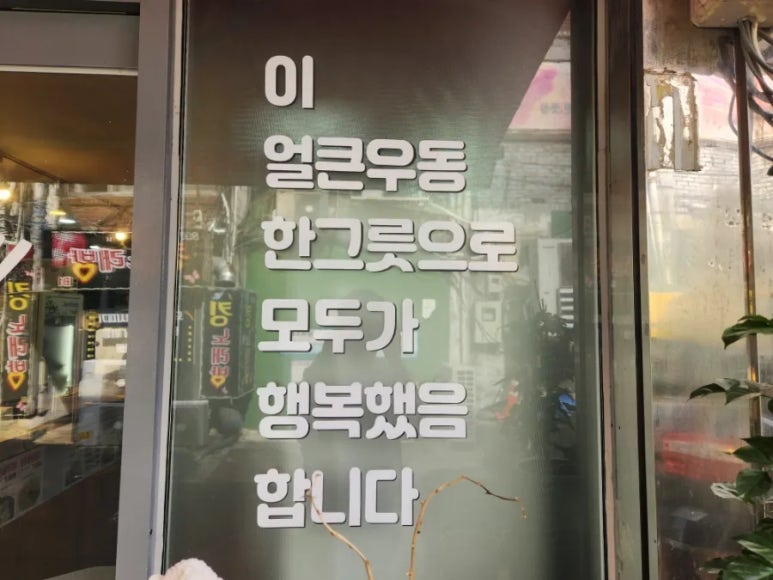 이
얼큰우동
한그릇으로
모두가
행복했음
합니다